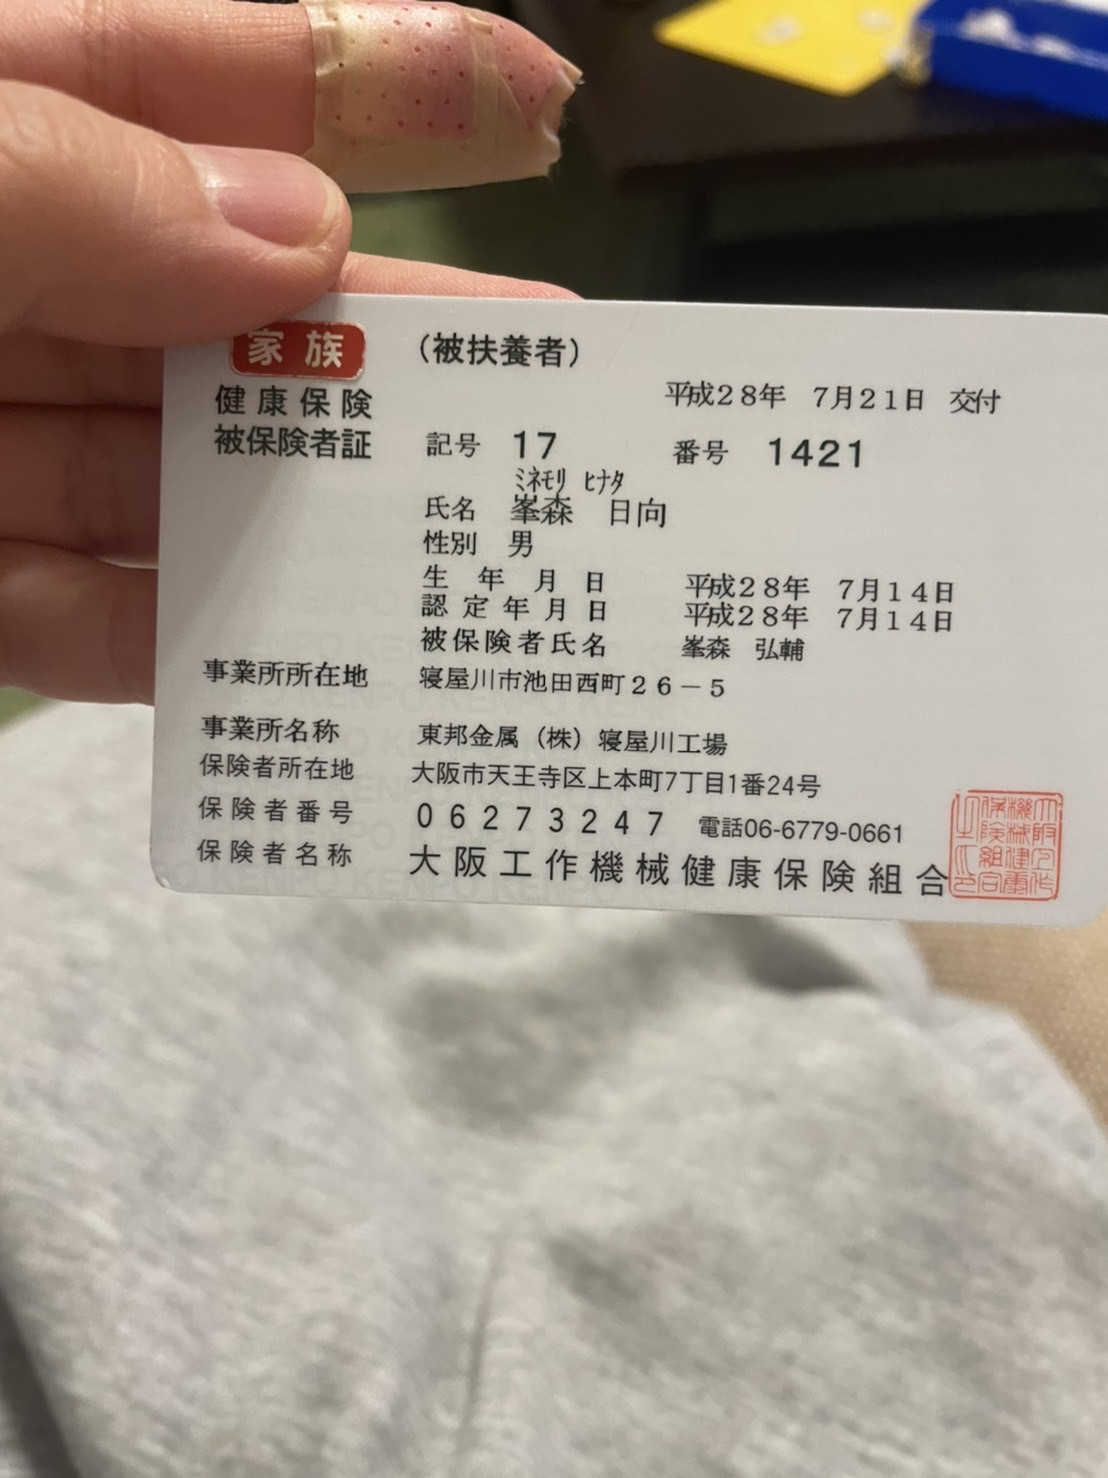 家族 (被扶養者)
健康保険 平成28年 7月21日 交付
被保険者証 記号 17 番号 1421
ミネモリ ヒナタ
氏名 峯森 日向
性別 男
生年月日 平成28年 7月14日
認定年月日 平成28年 7月14日
被保険者氏名 峯森 弘輔
事業所所在地 寝屋川市池田西町26-5
事業所名称 東邦金属(株)寝屋川工場
保険者所在地 大阪市天王寺区上本町7丁目1番24号
保険者番号 06273247 電話06-6779-0661
保険者名称 大阪工作機械健康保険組合